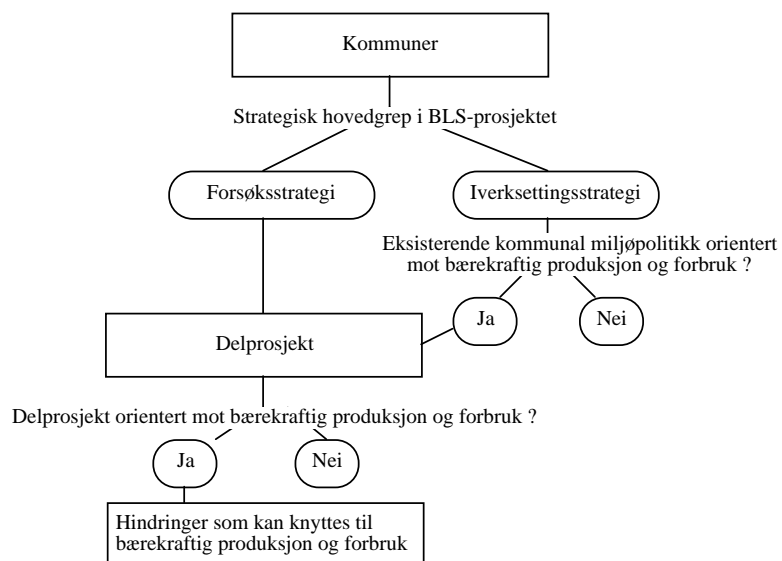 Kommuner
Strategisk hovedgrep i BLS-prosjektet
Forsøksstrategi
Iverksettingsstrategi
Eksisterende kommunal miljøpolitikk orientert
mot bærekraftig produksjon og forbruk ?
Ja
Nei
Delprosjekt
Delprosjekt orientert mot bærekraftig produksjon og forbruk ?
Ja
Nei
Hindringer som kan knyttes til
bærekraftig produksjon og forbruk